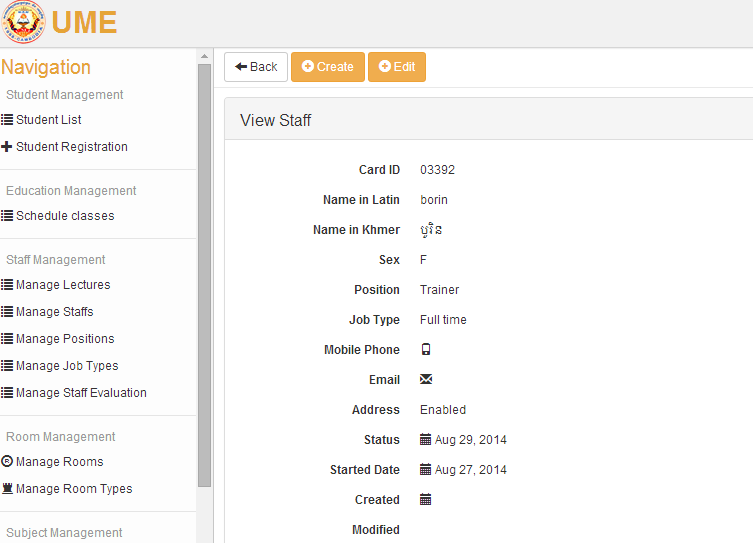 UME
Navigation
Student Management
Student List
Student Registration
Education Management
Schedule classes
Staff Management
Manage Lectures
Manage Staffs
Manage Positions
Manage Job Types
Manage Staff Evaluation
Room Management
Manage Rooms
Manage Room Types
Subject Management
Back
Create
Edit
View Staff
Card ID 03392
Name in Latin borin
Name in Khmer បូរិន
Sex F
Position Trainer
Job Type Full time
Mobile Phone
Email
Address Enabled
Status Aug 29, 2014
Started Date Aug 27, 2014
Created
Modified